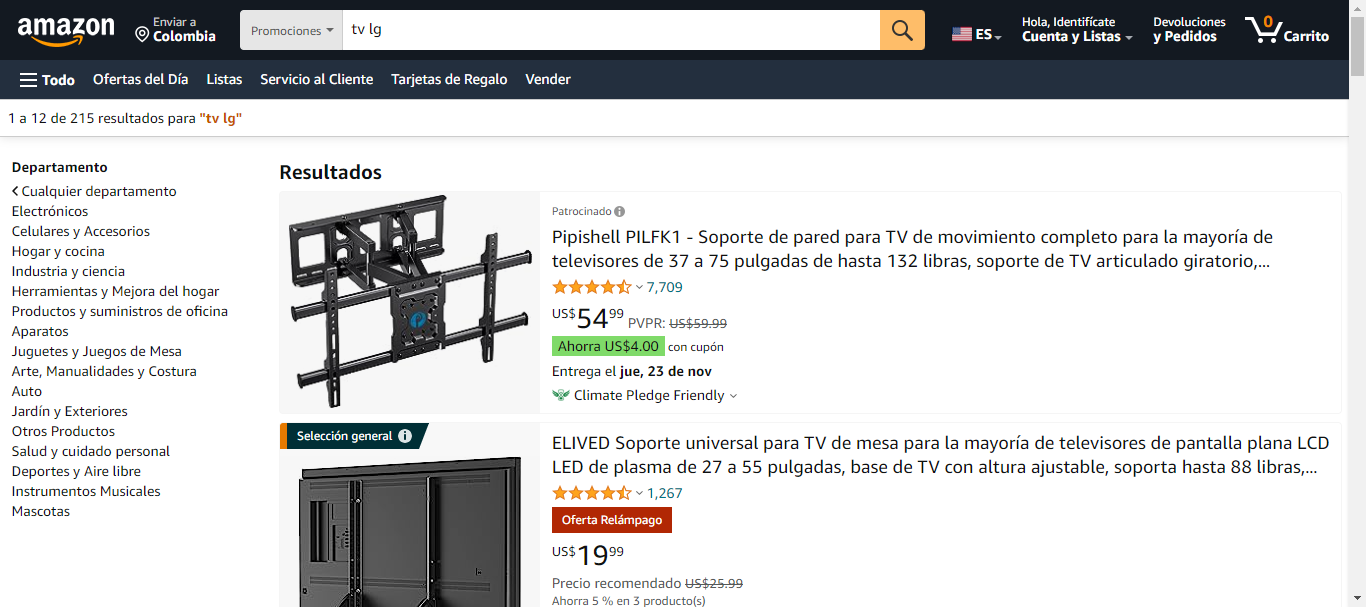 amazon
Enviar a
Colombia
Promociones
tv lg
ES
Hola, Identifícate
Cuenta y Listas
Devoluciones
y Pedidos
0
Carrito
Todo
Ofertas del Día
Listas
Servicio al Cliente
Tarjetas de Regalo
Vender
1 a 12 de 215 resultados para "tv lg"
Departamento
Cualquier departamento
Electrónicos
Celulares y Accesorios
Hogar y cocina
Industria y ciencia
Herramientas y Mejora del hogar
Productos y suministros de oficina
Aparatos
Juguetes y Juegos de Mesa
Arte, Manualidades y Costura
Auto
Jardín y Exteriores
Otros Productos
Salud y cuidado personal
Deportes y Aire libre
Instrumentos Musicales
Mascotas
Resultados
Patrocinado
Pipishell PILFK1 - Soporte de pared para TV de movimiento completo para la mayoría de
televisores de 37 a 75 pulgadas de hasta 132 libras, soporte de TV articulado giratorio,...
7,709
US$54.99 PVPR: US$59.99
Ahorra US$4.00 con cupón
Entrega el jue, 23 de nov
Climate Pledge Friendly
Selección general
ELIVED Soporte universal para TV de mesa para la mayoría de televisores de pantalla plana LCD
LED de plasma de 27 a 55 pulgadas, base de TV con altura ajustable, soporta hasta 88 libras,...
1,267
Oferta Relámpago
US$19.99
Precio recomendado US$25.99
Ahorra 5 % en 3 producto(s)